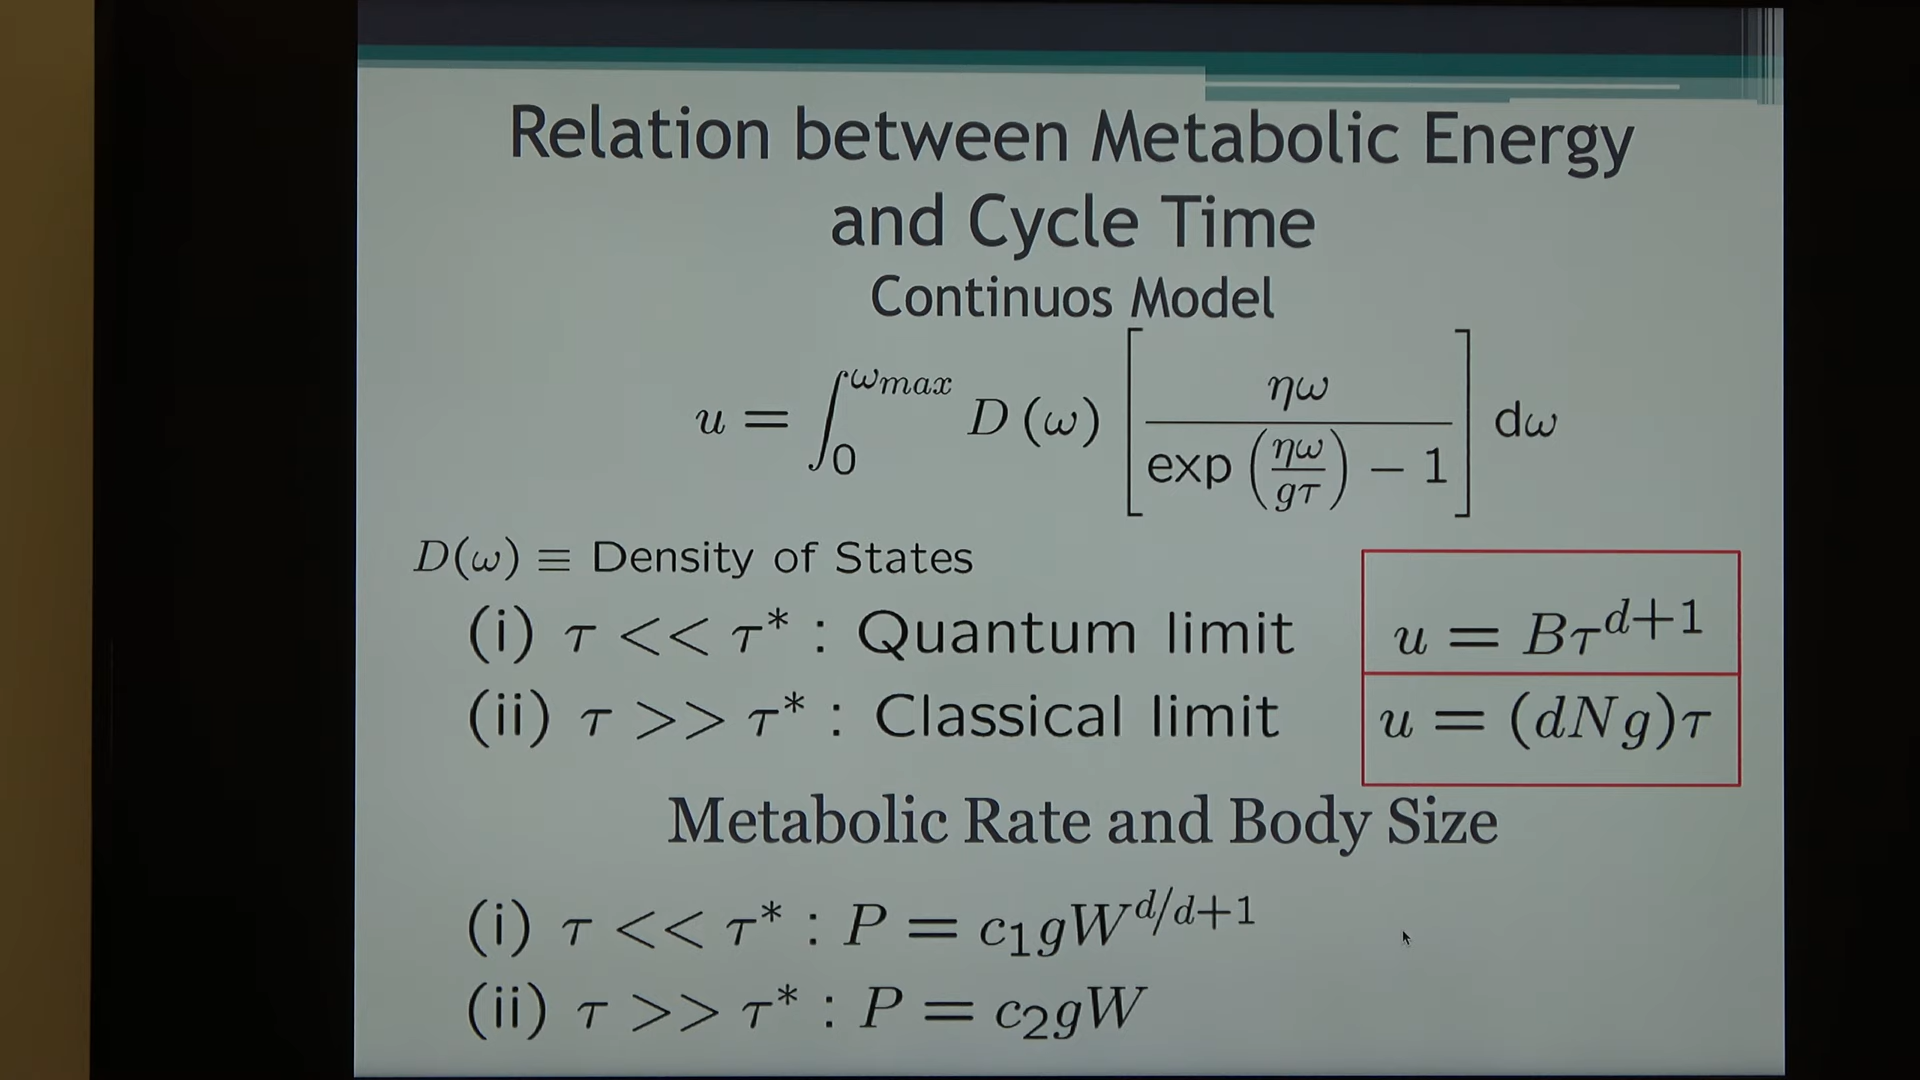 Relation between Metabolic Energy
and Cycle Time
Continuos Model
u = ∫₀^{ωmax} D(ω) [ηω / (exp(ηω/gτ) − 1)] dω
D(ω) ≡ Density of States
(i) τ << τ* : Quantum limit u = Bτ^{d+1}
(ii) τ >> τ* : Classical limit u = (dNg)τ
Metabolic Rate and Body Size
(i) τ << τ* : P = c₁gW^{d/d+1}
(ii) τ >> τ* : P = c₂gW